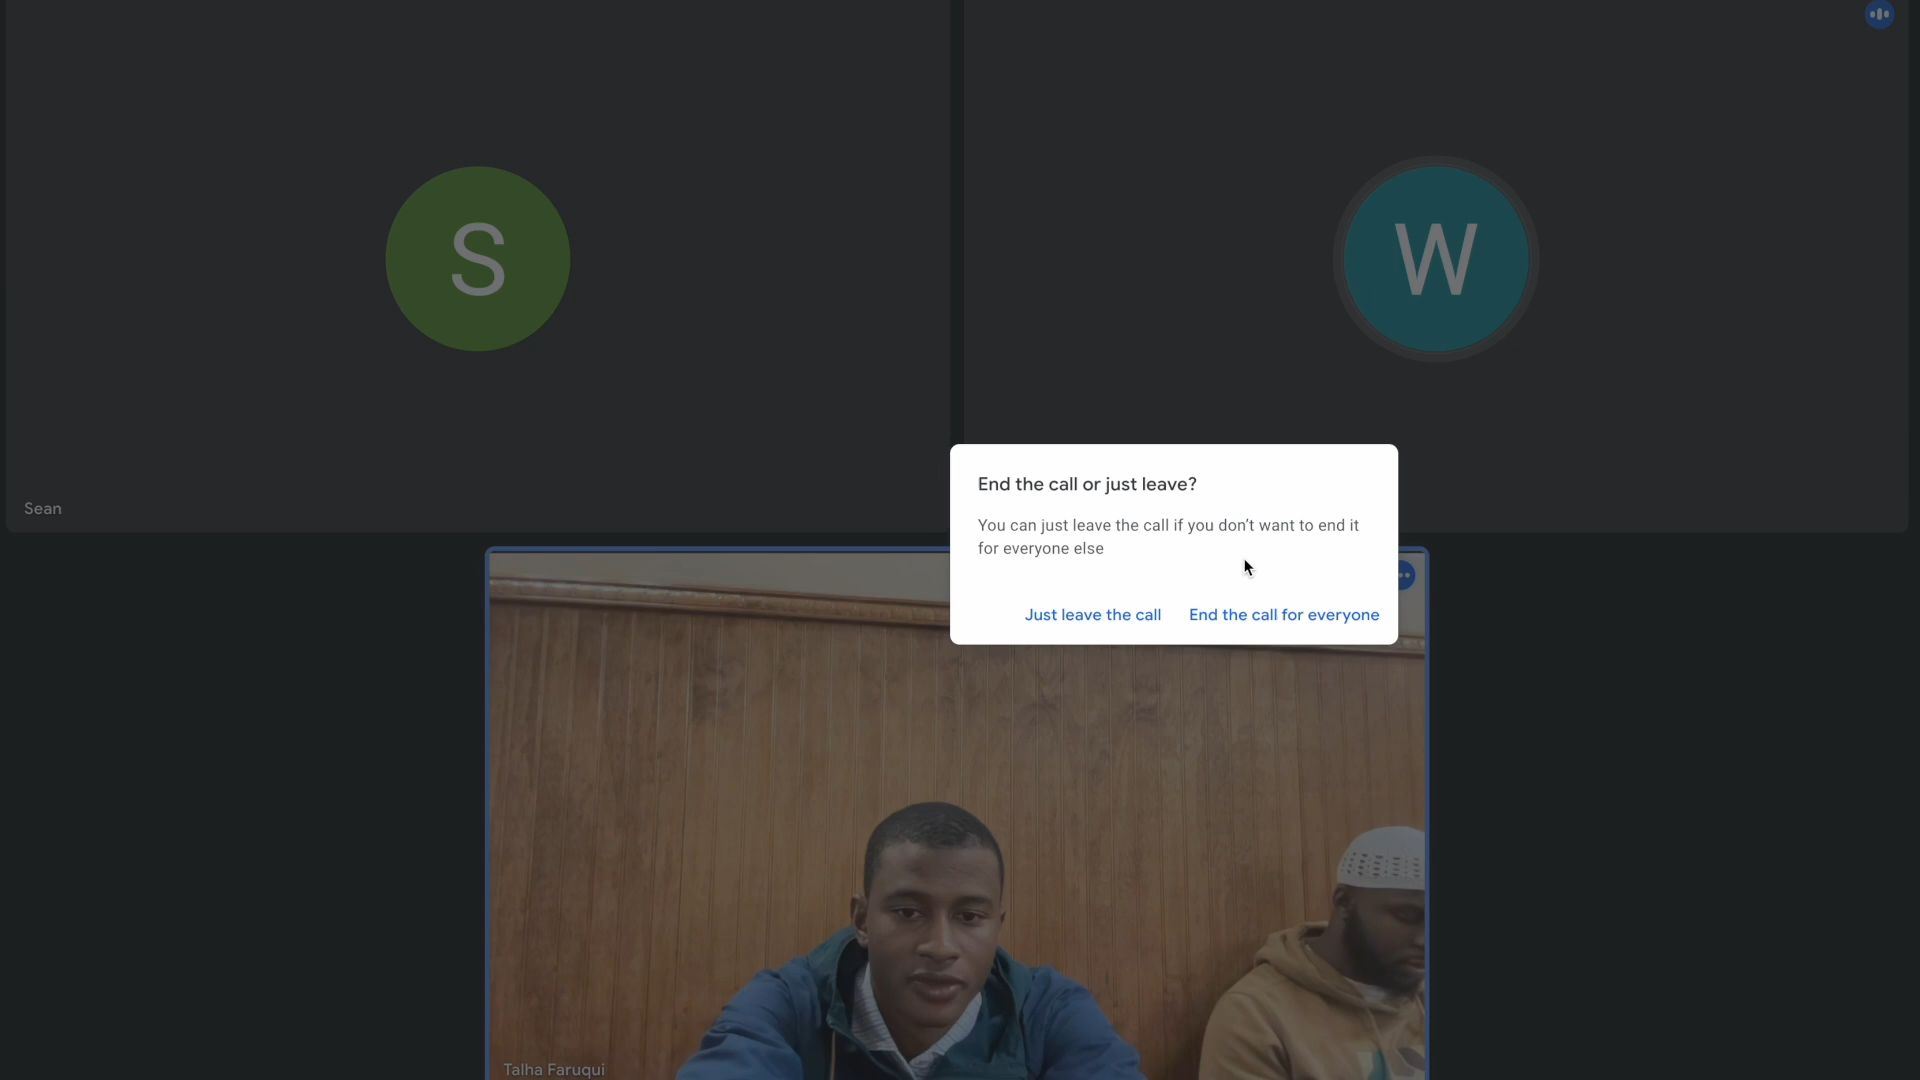 S
W
Sean
End the call or just leave?
You can just leave the call if you don't want to end it
for everyone else
Just leave the call
End the call for everyone
Talha Faruqui